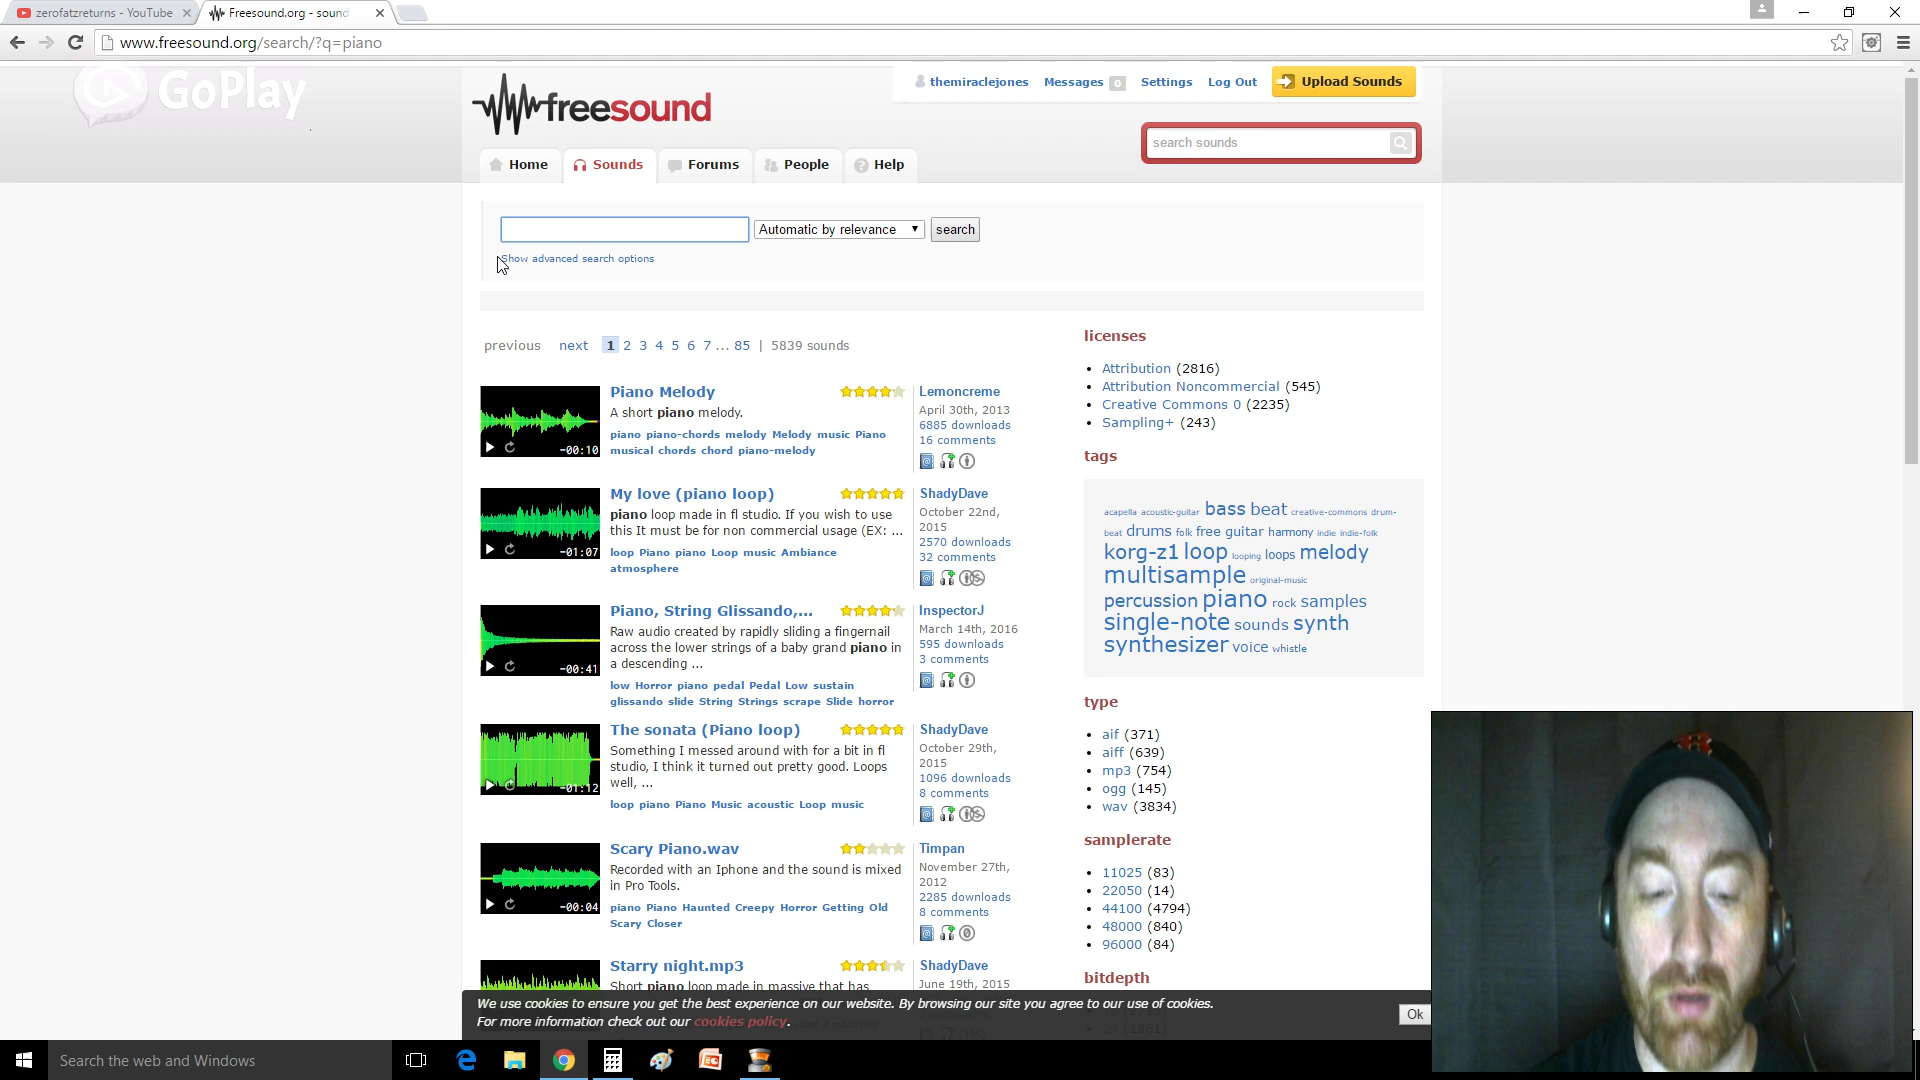 zerofatzreturns - YouTube
Freesound.org - sound
www.freesound.org/search/?q=piano
GoPlay
freesound
themiraclejones Messages 0 Settings Log Out Upload Sounds
search sounds
Home Sounds Forums People Help
Automatic by relevance search
Show advanced search options
previous next 1 2 3 4 5 6 7 ... 85 | 5839 sounds
Piano Melody
A short piano melody.
piano piano-chords melody Melody music Piano
musical chords chord piano-melody
-00:10
Lemoncreme
April 30th, 2013
6885 downloads
16 comments
My love (piano loop)
piano loop made in fl studio. If you wish to use
this It must be for non commercial usage (EX: ...
loop Piano piano Loop music Ambiance
atmosphere
-01:07
ShadyDave
October 22nd,
2015
2570 downloads
32 comments
Piano, String Glissando,...
Raw audio created by rapidly sliding a fingernail
across the lower strings of a baby grand piano in
a descending ...
low Horror piano pedal Pedal Low sustain
glissando slide String Strings scrape Slide horror
-00:41
InspectorJ
March 14th, 2016
595 downloads
3 comments
The sonata (Piano loop)
Something I messed around with for a bit in fl
studio, I think it turned out pretty good. Loops
well, ...
loop piano Piano Music acoustic Loop music
-01:12
ShadyDave
October 29th,
2015
1096 downloads
8 comments
Scary Piano.wav
Recorded with an Iphone and the sound is mixed
in Pro Tools.
piano Piano Haunted Creepy Horror Getting Old
Scary Closer
-00:04
Timpan
November 27th,
2012
2285 downloads
8 comments
Starry night.mp3
Short piano loop made in massive that has
ShadyDave
June 19th, 2015
licenses
Attribution (2816)
Attribution Noncommercial (545)
Creative Commons 0 (2235)
Sampling+ (243)
tags
acapella acoustic-guitar bass beat creative-commons drum-
beat drums folk free guitar harmony indie indie-folk
korg-z1 loop looping loops melody
multisample original-music
percussion piano rock samples
single-note sounds synth
synthesizer voice whistle
type
aif (371)
aiff (639)
mp3 (754)
ogg (145)
wav (3834)
samplerate
11025 (83)
22050 (14)
44100 (4794)
48000 (840)
96000 (84)
bitdepth
We use cookies to ensure you get the best experience on our website. By browsing our site you agree to our use of cookies.
For more information check out our cookies policy.
Ok
Search the web and Windows